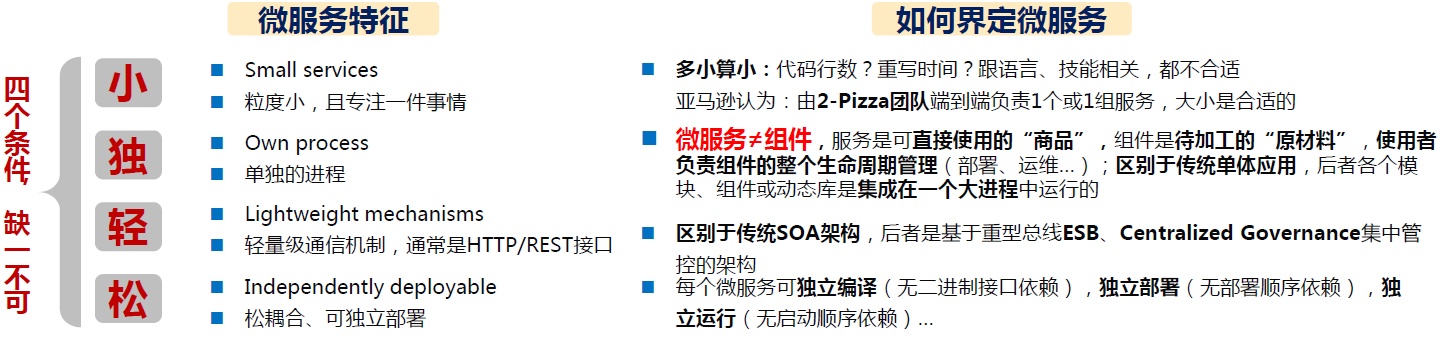 微服务特征
四个条件，缺一不可
小
Small services
粒度小，且专注一件事情
独
Own process
单独的进程
轻
Lightweight mechanisms
轻量级通信机制，通常是HTTP/REST接口
松
Independently deployable
松耦合、可独立部署
如何界定微服务
多小算小：代码行数？重写时间？跟语言、技能相关，都不合适
亚马逊认为：由2-Pizza团队端到端负责1个或1组服务，大小是合适的
微服务≠组件，服务是可直接使用的“商品”，组件是待加工的“原材料”，使用者
负责组件的整个生命周期管理（部署、运维...）；区别于传统单体应用，后者各个模
块、组件或动态库是集成在一个大进程中运行的
区别于传统SOA架构，后者是基于重型总线ESB、Centralized Governance集中管
控的架构
每个微服务可独立编译（无二进制接口依赖），独立部署（无部署顺序依赖），独
立运行（无启动顺序依赖）...